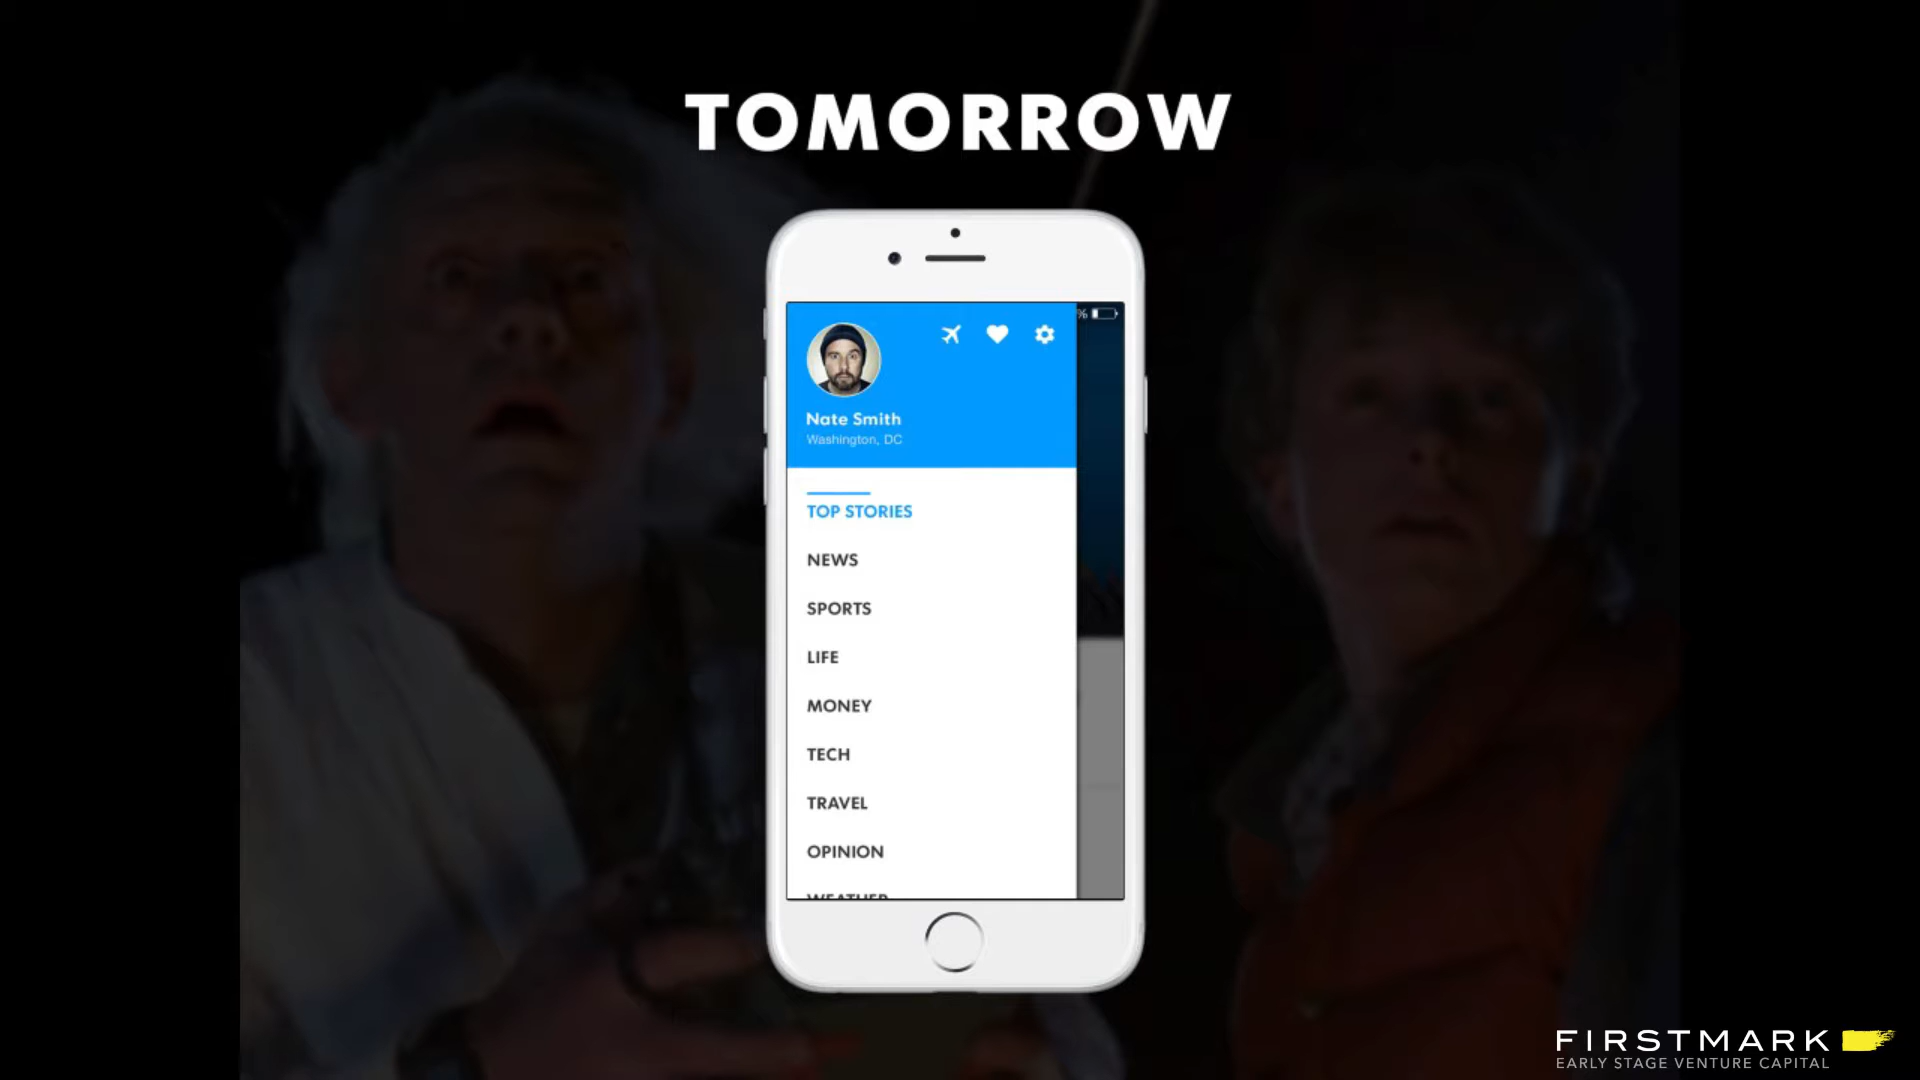 TOMORROW
%
Nate Smith
Washington, DC
TOP STORIES
NEWS
SPORTS
LIFE
MONEY
TECH
TRAVEL
OPINION
WEATHER
FIRSTMARK
EARLY STAGE VENTURE CAPITAL